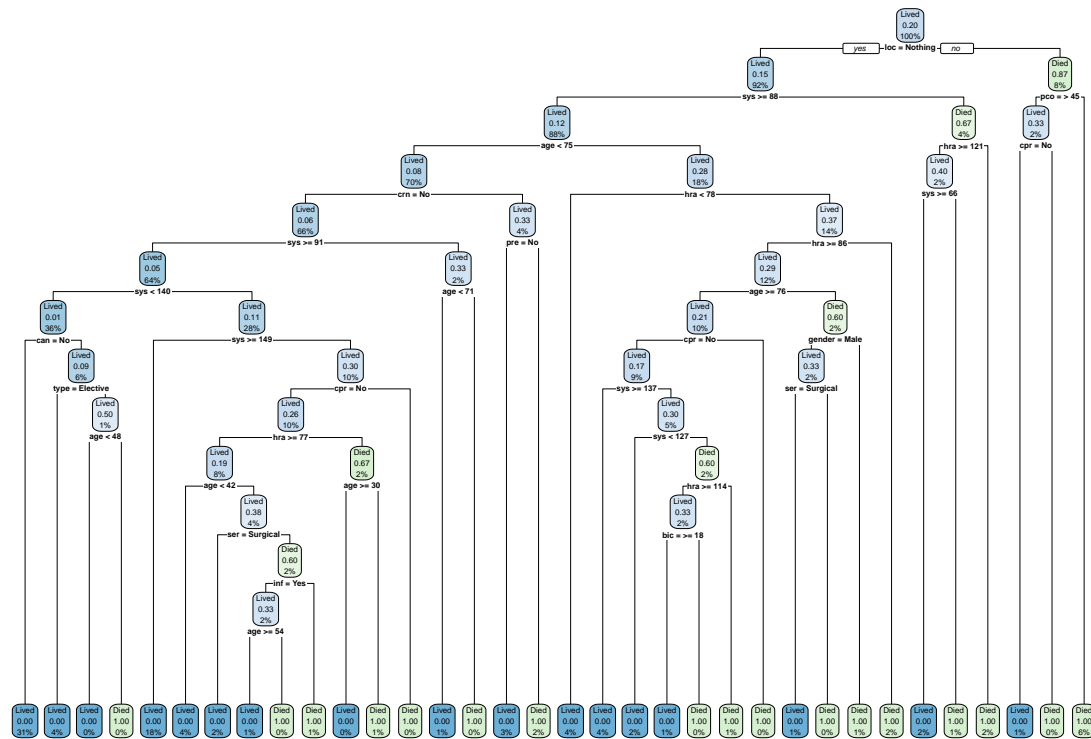 Lived
0.20
100%
yes loc = Nothing no
Lived Died
0.15 0.87
92% 8%
sys >= 88 pco = > 45
Lived Died Lived
0.12 0.67 0.33
88% 4% 2%
age < 75 hra >= 121 cpr = No
Lived Lived Lived
0.08 0.28 0.40
70% 18% 2%
crn = No hra < 78 sys >= 66
Lived Lived Lived
0.06 0.33 0.37
66% 4% 14%
sys >= 91 pre = No hra >= 86
Lived Lived Lived
0.05 0.33 0.29
64% 2% 12%
sys < 140 age < 71 age >= 76
Lived Lived Lived Died
0.01 0.11 0.21 0.60
36% 28% 10% 2%
can = No sys >= 149 cpr = No gender = Male
Lived Lived Lived Lived
0.09 0.30 0.17 0.33
6% 10% 9% 2%
type = Elective cpr = No sys >= 137 ser = Surgical
Lived Lived Lived
0.50 0.26 0.30
1% 10% 5%
age < 48 hra >= 77 sys < 127
Lived Died Died
0.19 0.67 0.60
8% 2% 2%
age < 42 age >= 30 hra >= 114
Lived Lived
0.38 0.33
4% 2%
ser = Surgical bic = >= 18
Died
0.60
2%
inf = Yes
Lived
0.33
2%
age >= 54
Lived Lived Lived Died Lived Lived Lived Lived Died Died Lived Died Died Lived Died Lived Died Lived Lived Lived Lived Died Died Died Lived Died Died Died Lived Died Died Lived Died Died
0.00 0.00 0.00 1.00 0.00 0.00 0.00 0.00 1.00 1.00 0.00 1.00 1.00 0.00 1.00 0.00 1.00 0.00 0.00 0.00 0.00 1.00 1.00 1.00 0.00 1.00 1.00 1.00 0.00 1.00 1.00 0.00 1.00
31% 4% 0% 0% 18% 4% 2% 1% 0% 1% 0% 1% 0% 1% 0% 3% 2% 4% 4% 2% 1% 0% 1% 0% 1% 0% 1% 2% 2% 1% 2% 1% 0%